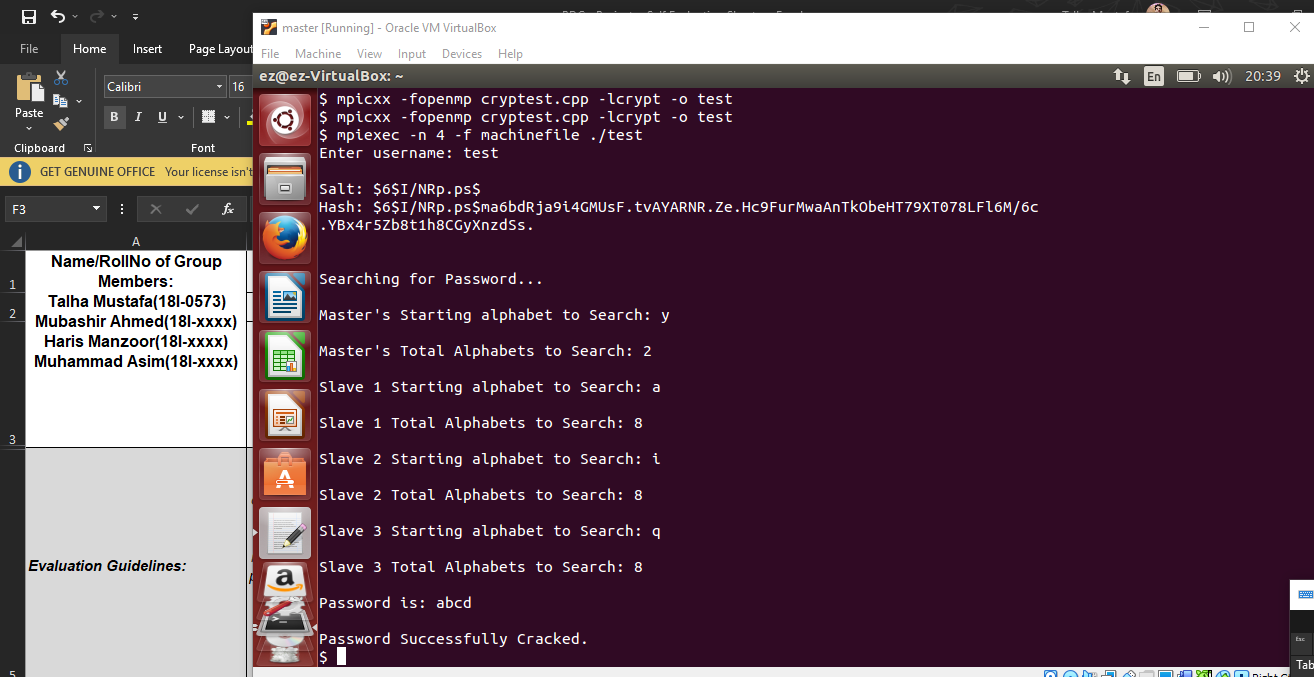 File Home Insert Page Layout
Calibri 16
Paste
B I U
Clipboard Font
GET GENUINE OFFICE Your license isn't
F3 fx
A
1
2
3
5
Name/RollNo of Group
Members:
Talha Mustafa(18I-0573)
Mubashir Ahmed(18I-xxxx)
Haris Manzoor(18I-xxxx)
Muhammad Asim(18I-xxxx)
Evaluation Guidelines:
master [Running] - Oracle VM VirtualBox
File Machine View Input Devices Help
ez@ez-VirtualBox: ~ En 20:39
$ mpicxx -fopenmp cryptest.cpp -lcrypt -o test
$ mpicxx -fopenmp cryptest.cpp -lcrypt -o test
$ mpiexec -n 4 -f machinefile ./test
Enter username: test
Salt: $6$I/NRp.ps$
Hash: $6$I/NRp.ps$ma6bdRja9i4GMUsF.tvAYARNR.Ze.Hc9FurMwaAnTkObeHT79XT078LFl6M/6c
.YBx4r5Zb8t1h8CGyXnzdSs.
Searching for Password...
Master's Starting alphabet to Search: y
Master's Total Alphabets to Search: 2
Slave 1 Starting alphabet to Search: a
Slave 1 Total Alphabets to Search: 8
Slave 2 Starting alphabet to Search: i
Slave 2 Total Alphabets to Search: 8
Slave 3 Starting alphabet to Search: q
Slave 3 Total Alphabets to Search: 8
Password is: abcd
Password Successfully Cracked.
$
Esc
Tab